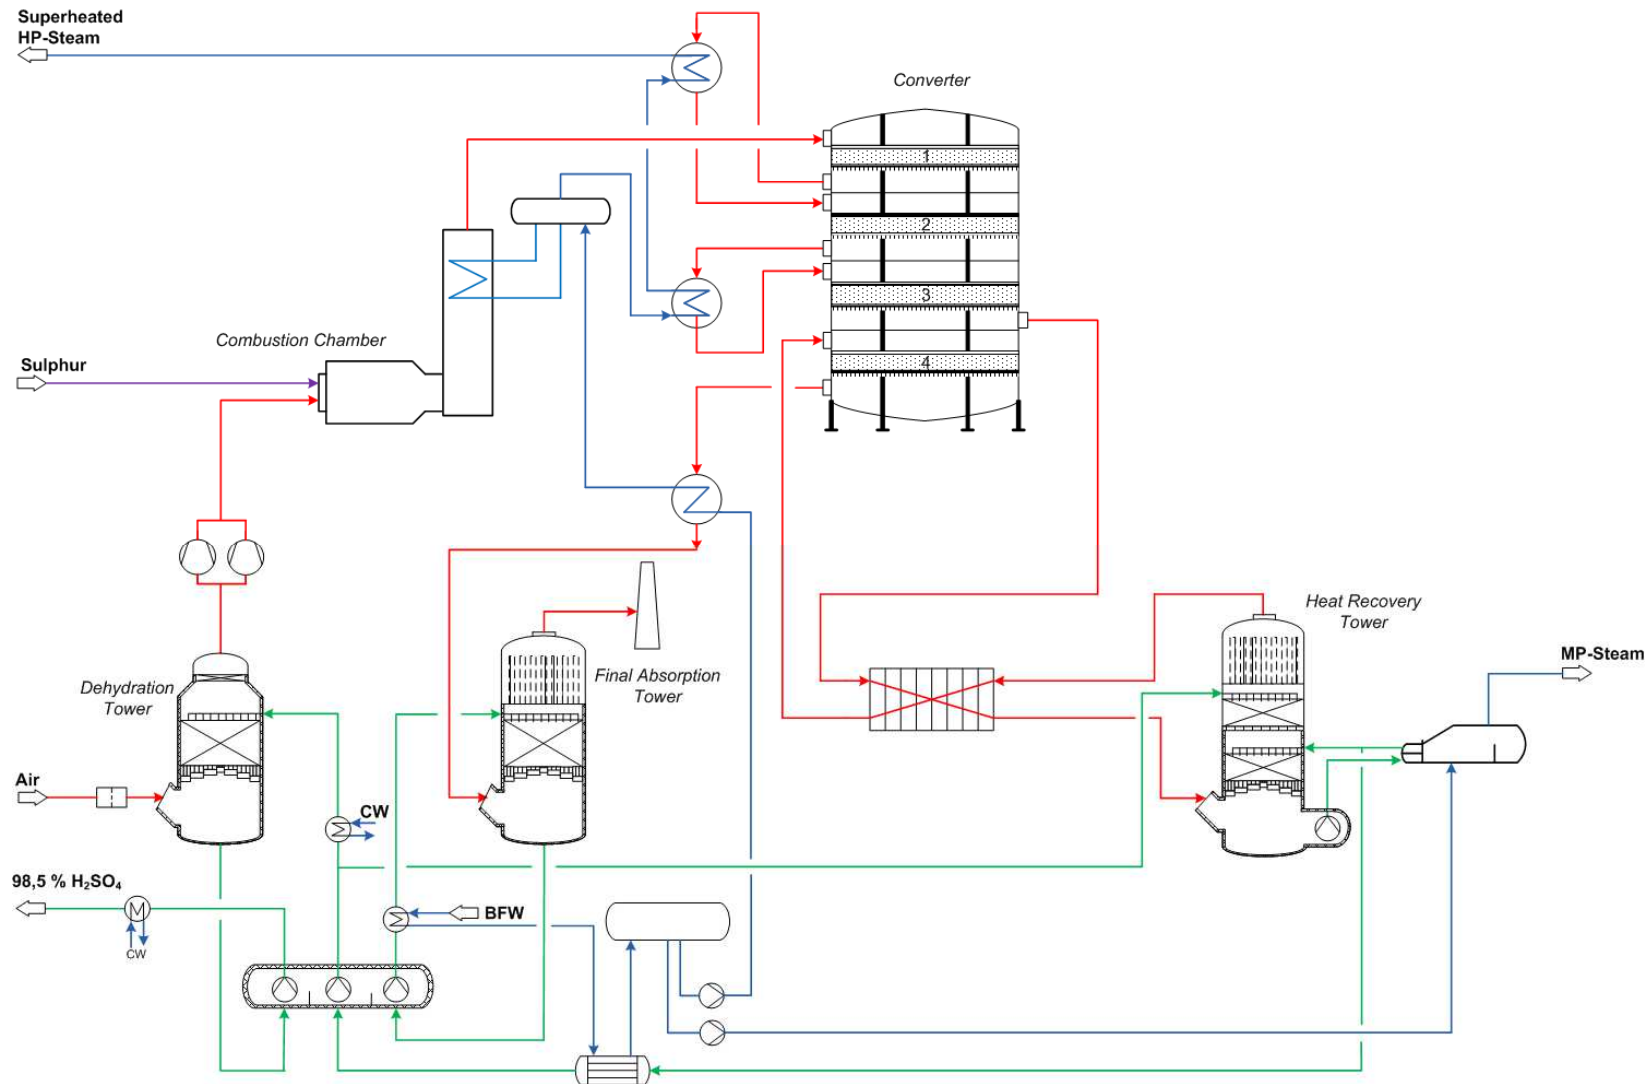 Superheated
HP-Steam
Converter
1
2
3
4
Combustion Chamber
Sulphur
Heat Recovery
Tower
MP-Steam
Final Absorption
Tower
Dehydration
Tower
Air
CW
98,5 % H₂SO₄
BFW
CW